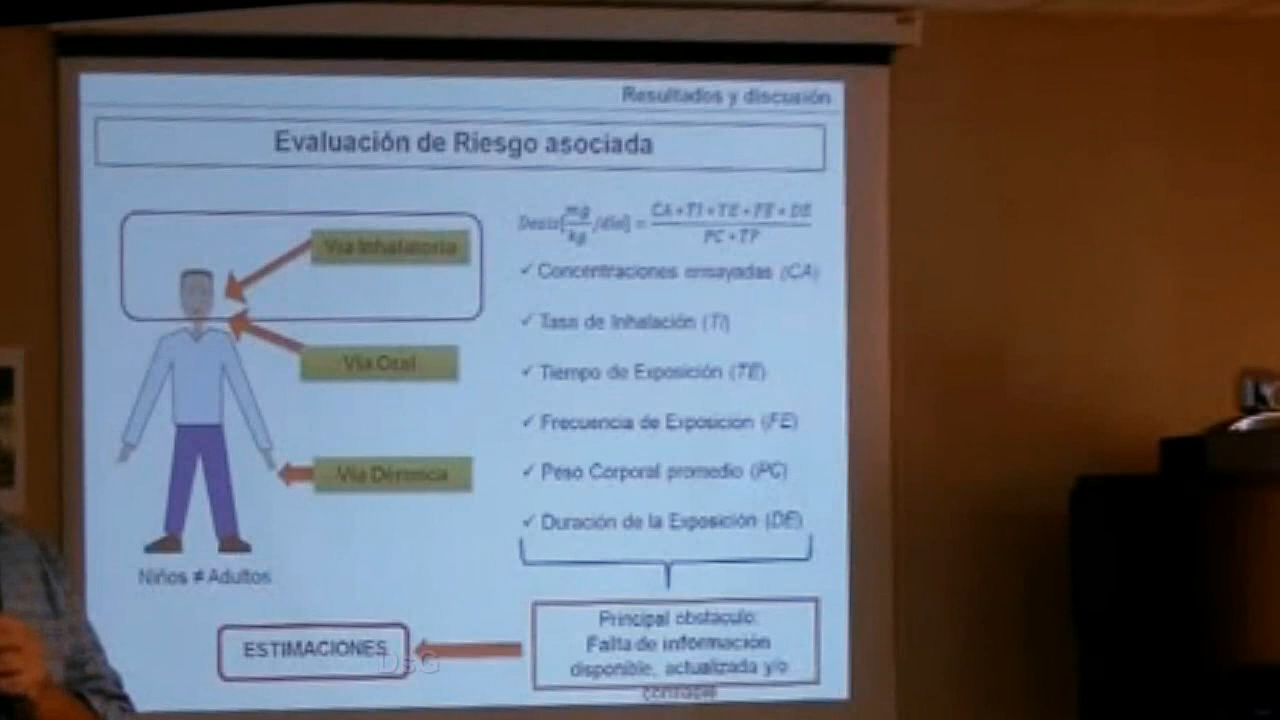 Resultados y discusión
Evaluación de Riesgo asociada
Vía Inhalatoria
Vía Oral
Vía Dérmica
Niños ≠ Adultos
Dosis[mg/kg/día] = CA*TI*TE*FE*DE / PC*TP
✓ Concentraciones ensayadas (CA)
✓ Tasa de Inhalación (TI)
✓ Tiempo de Exposición (TE)
✓ Frecuencia de Exposición (FE)
✓ Peso Corporal promedio (PC)
✓ Duración de la Exposición (DE)
Principal obstáculo:
Falta de información
disponible, actualizada y/o
confiable
ESTIMACIONES
DsG